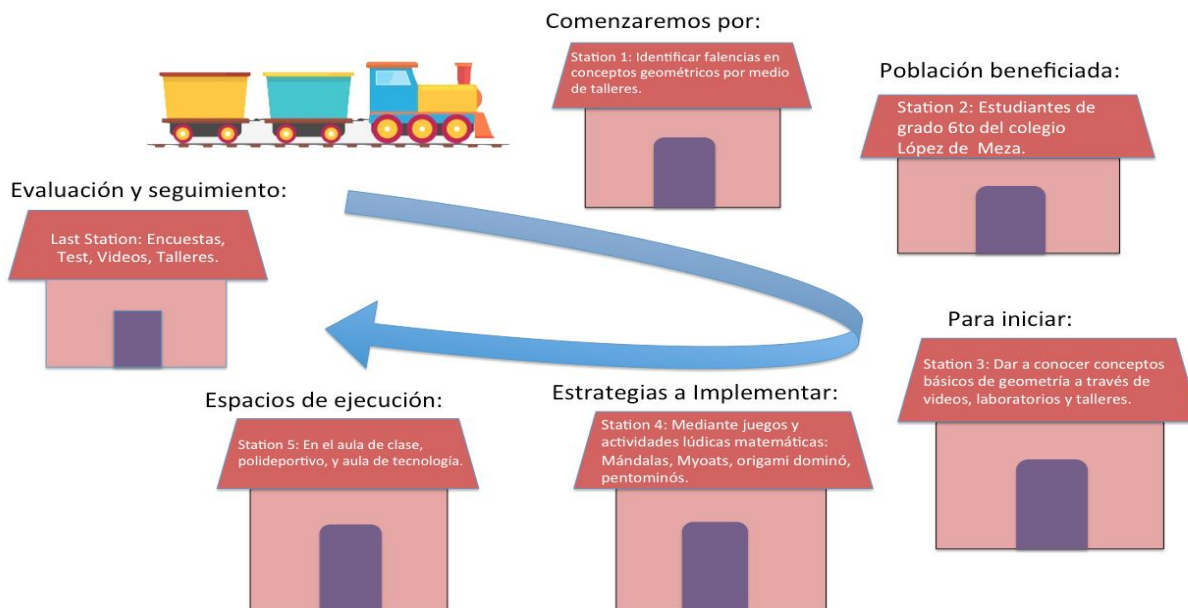 Comenzaremos por:
Station 1: Identificar falencias en
conceptos geométricos por medio
de talleres.
Población beneficiada:
Station 2: Estudiantes de
grado 6to del colegio
López de Meza.
Para iniciar:
Station 3: Dar a conocer conceptos
básicos de geometría a través de
videos, laboratorios y talleres.
Estrategias a Implementar:
Station 4: Mediante juegos y
actividades lúdicas matemáticas:
Mándalas, Myoats, origami dominó,
pentominós.
Espacios de ejecución:
Station 5: En el aula de clase,
polideportivo, y aula de tecnología.
Evaluación y seguimiento:
Last Station: Encuestas,
Test, Videos, Talleres.